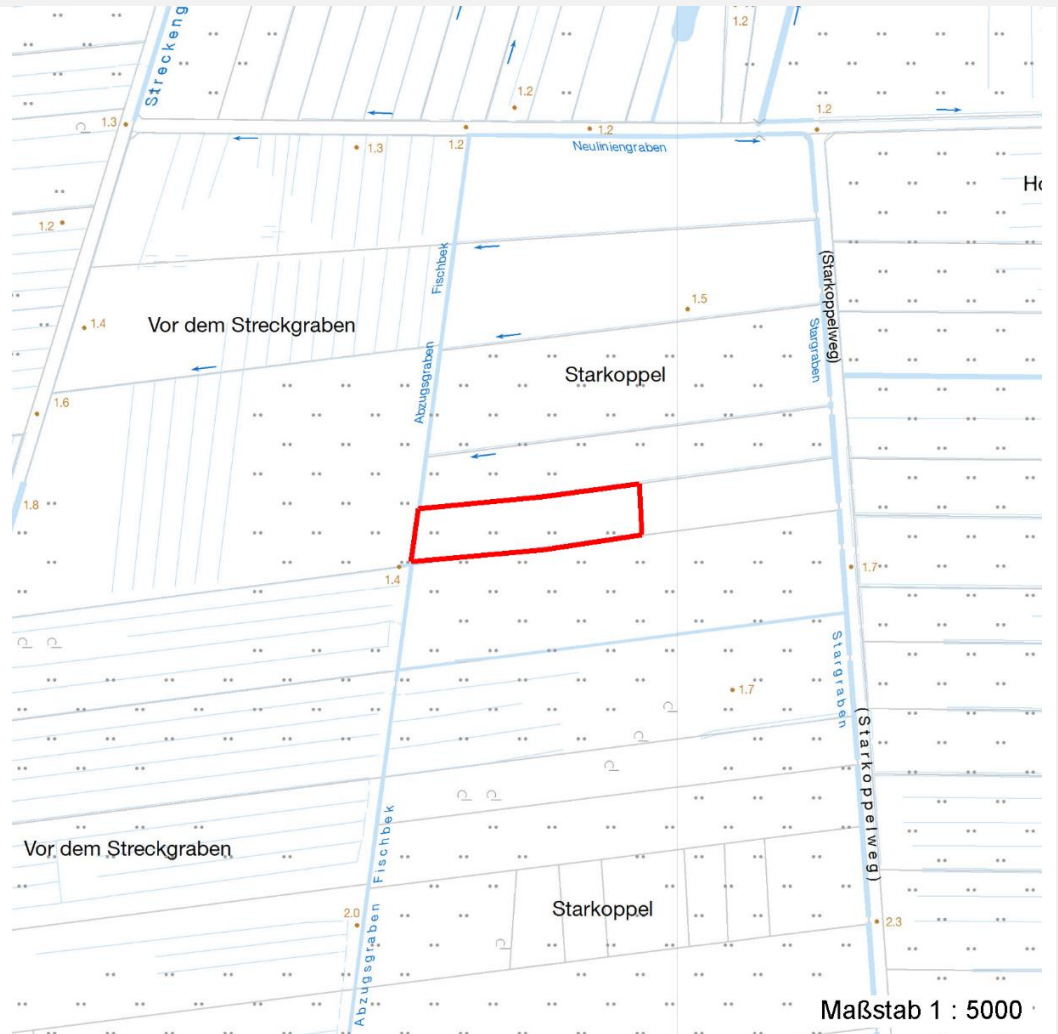 Streckeng
1.2
1.2
1.3
1.2
1.2
1.3
1.2
Neuliniengraben
Ho
1.2
Fischbek
(Starkoppelweg)
1.5
1.4
Vor dem Streckgraben
Stargraben
Abzugsgraben
Starkoppel
1.6
1.8
1.4
1.7
Stargraben
1.7
(Starkoppelweg)
Fischbek
Vor dem Streckgraben
2.0
Starkoppel
2.3
Abzugsgraben
Maßstab 1 : 5000